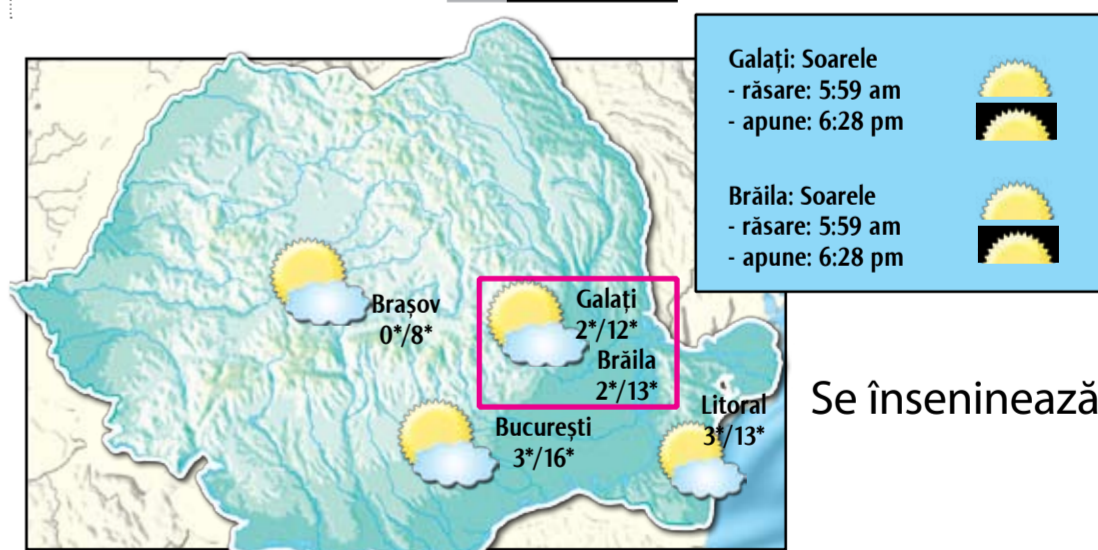 Galați: Soarele
- răsare: 5:59 am
- apune: 6:28 pm
Brăila: Soarele
- răsare: 5:59 am
- apune: 6:28 pm
Brașov
0*/8*
Galați
2*/12*
Brăila
2*/13*
București
3*/16*
Litoral
3*/13*
Se înseninează